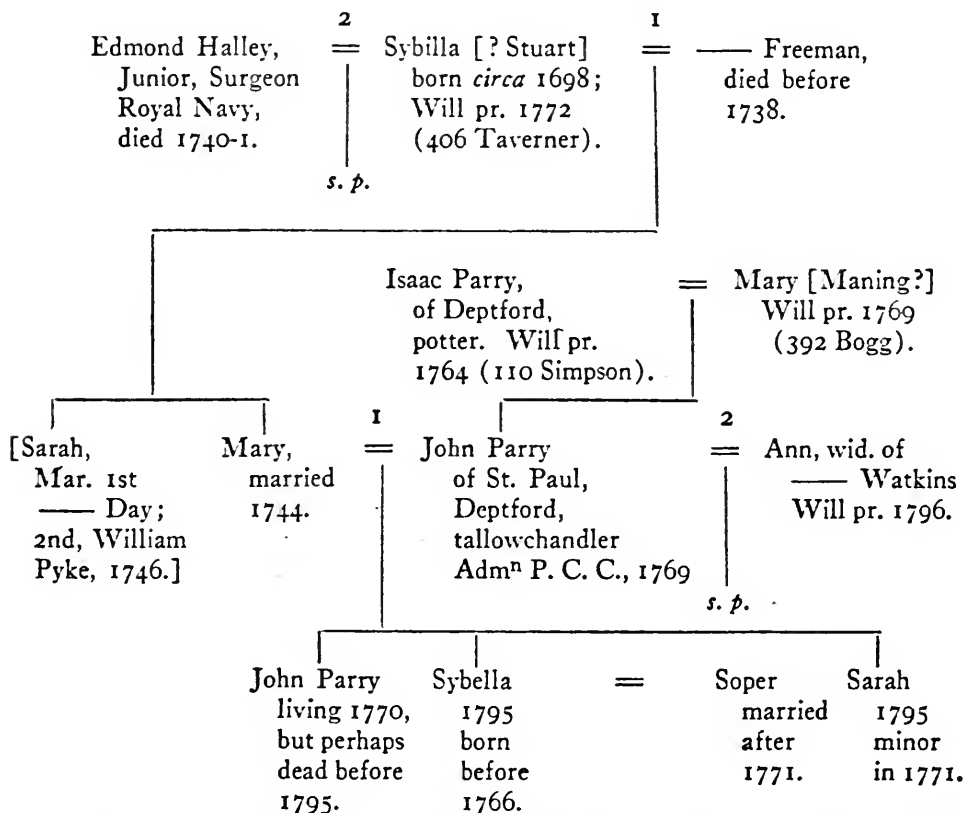 Edmond Halley,
Junior, Surgeon
Royal Navy,
died 1740-1.
2
=
Sybilla [? Stuart]
born circa 1698;
Will pr. 1772
(406 Taverner).
1
=
—— Freeman,
died before
1738.
s. p.
Isaac Parry,
of Deptford,
potter. Will pr.
1764 (110 Simpson).
=
Mary [Maning?]
Will pr. 1769
(392 Bogg).
[Sarah,
Mar. 1st
—— Day;
2nd, William
Pyke, 1746.]
Mary,
married
1744.
1
=
John Parry
of St. Paul,
Deptford,
tallowchandler
Admⁿ P. C. C., 1769
2
=
Ann, wid. of
—— Watkins
Will pr. 1796.
s. p.
John Parry
living 1770,
but perhaps
dead before
1795.
Sybella
1795
born
before
1766.
=
Soper
married
after
1771.
Sarah
1795
minor
in 1771.